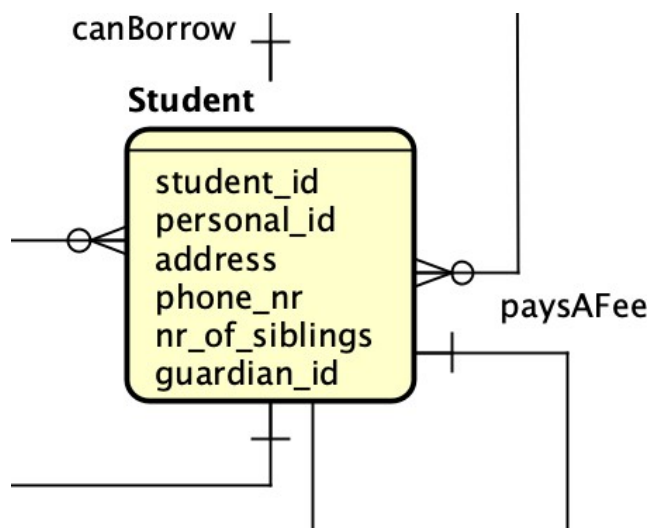 canBorrow
Student
student_id
personal_id
address
phone_nr
nr_of_siblings
guardian_id
paysAFee